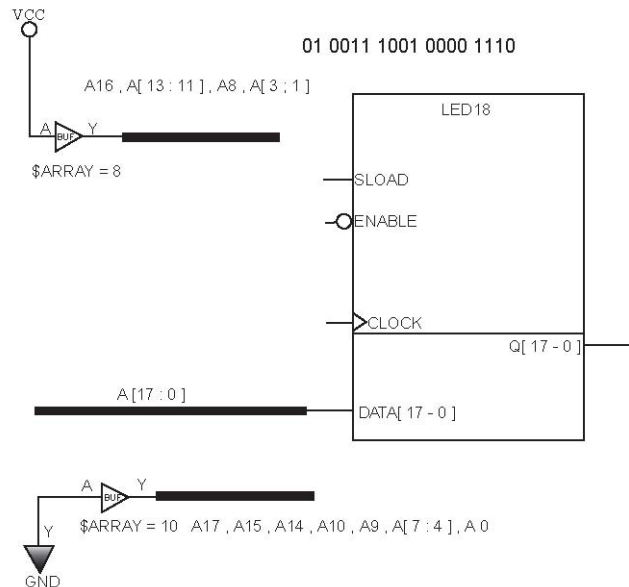 VCC
01 0011 1001 0000 1110
A16 , A[ 13 : 11 ] , A8 , A[ 3 ; 1 ]
LED18
A BUF Y
$ARRAY = 8
SLOAD
ENABLE
CLOCK
Q[ 17 - 0 ]
A [17 : 0 ]
DATA[ 17 - 0 ]
A BUF Y
Y
$ARRAY = 10 A17 , A15 , A14 , A10 , A9 , A[ 7 : 4 ] , A 0
GND